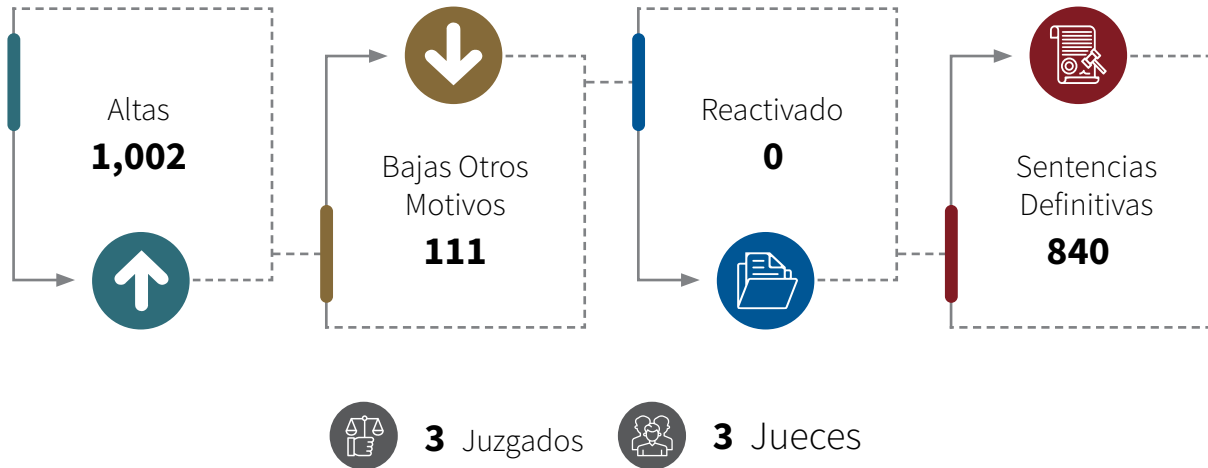 Altas
1,002
Bajas Otros
Motivos
111
Reactivado
0
Sentencias
Definitivas
840
3 Juzgados
3 Jueces